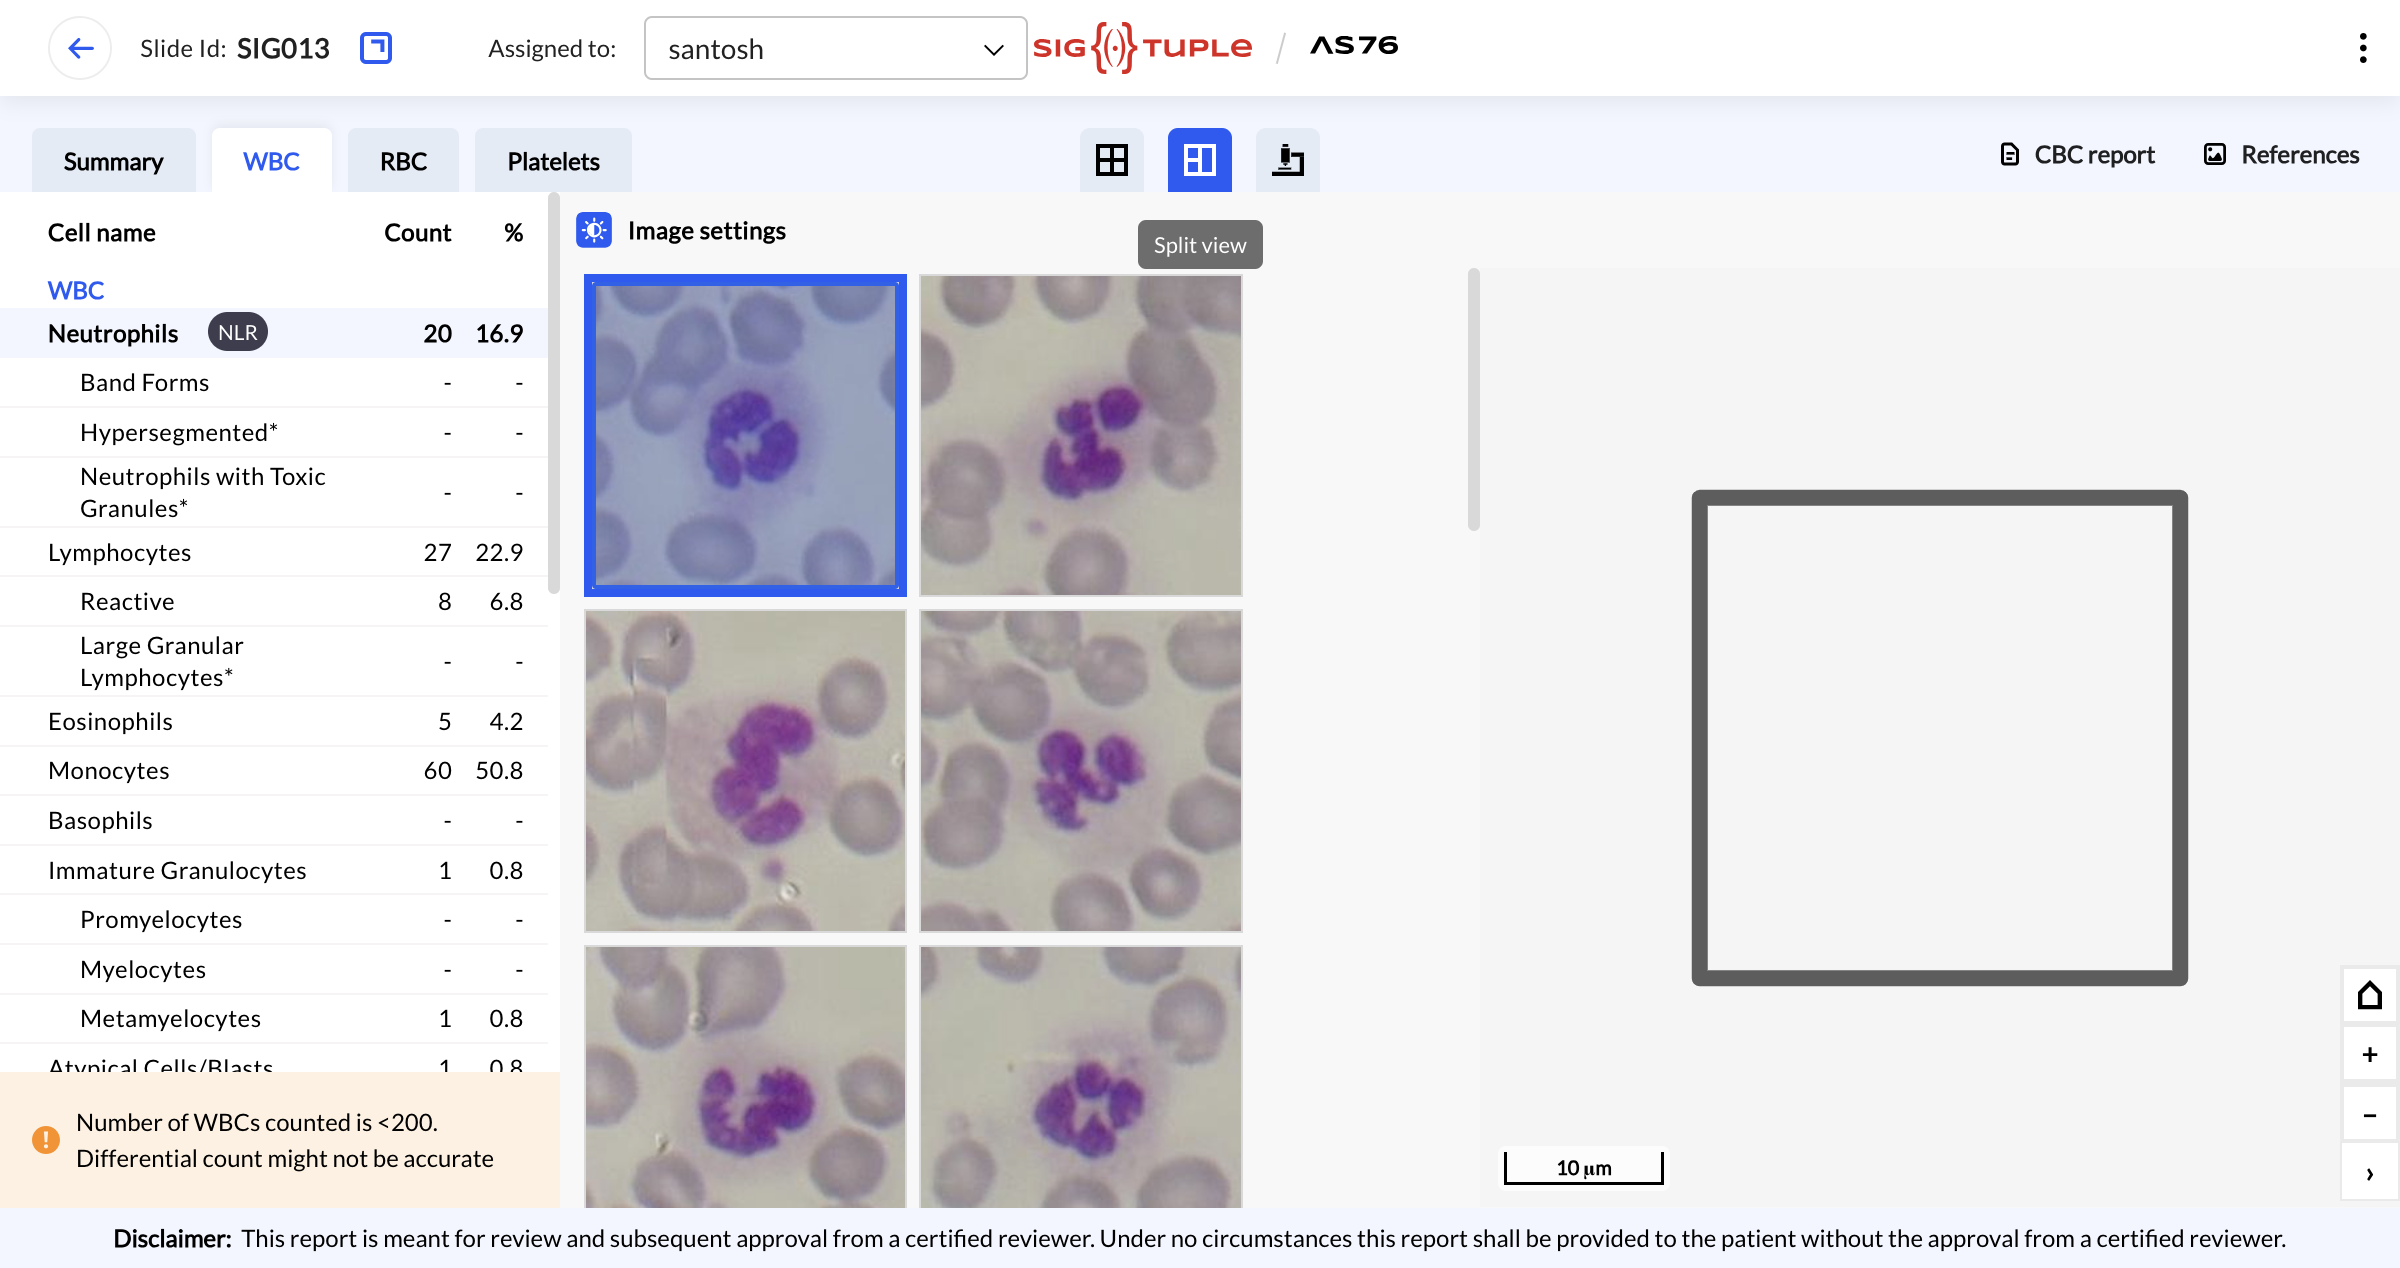 Slide Id: SIG013
Assigned to:
santosh
SIG{(·)}TUPLE / AS76
Summary
WBC
RBC
Platelets
CBC report
References
Cell name Count %
Image settings
Split view
WBC
Neutrophils NLR 20 16.9
Band Forms - -
Hypersegmented* - -
Neutrophils with Toxic
Granules* - -
Lymphocytes 27 22.9
Reactive 8 6.8
Large Granular
Lymphocytes* - -
Eosinophils 5 4.2
Monocytes 60 50.8
Basophils - -
Immature Granulocytes 1 0.8
Promyelocytes - -
Myelocytes - -
Metamyelocytes 1 0.8
Atypical Cells/Blasts 1 0.8
Number of WBCs counted is <200.
Differential count might not be accurate
10 µm
Disclaimer: This report is meant for review and subsequent approval from a certified reviewer. Under no circumstances this report shall be provided to the patient without the approval from a certified reviewer.